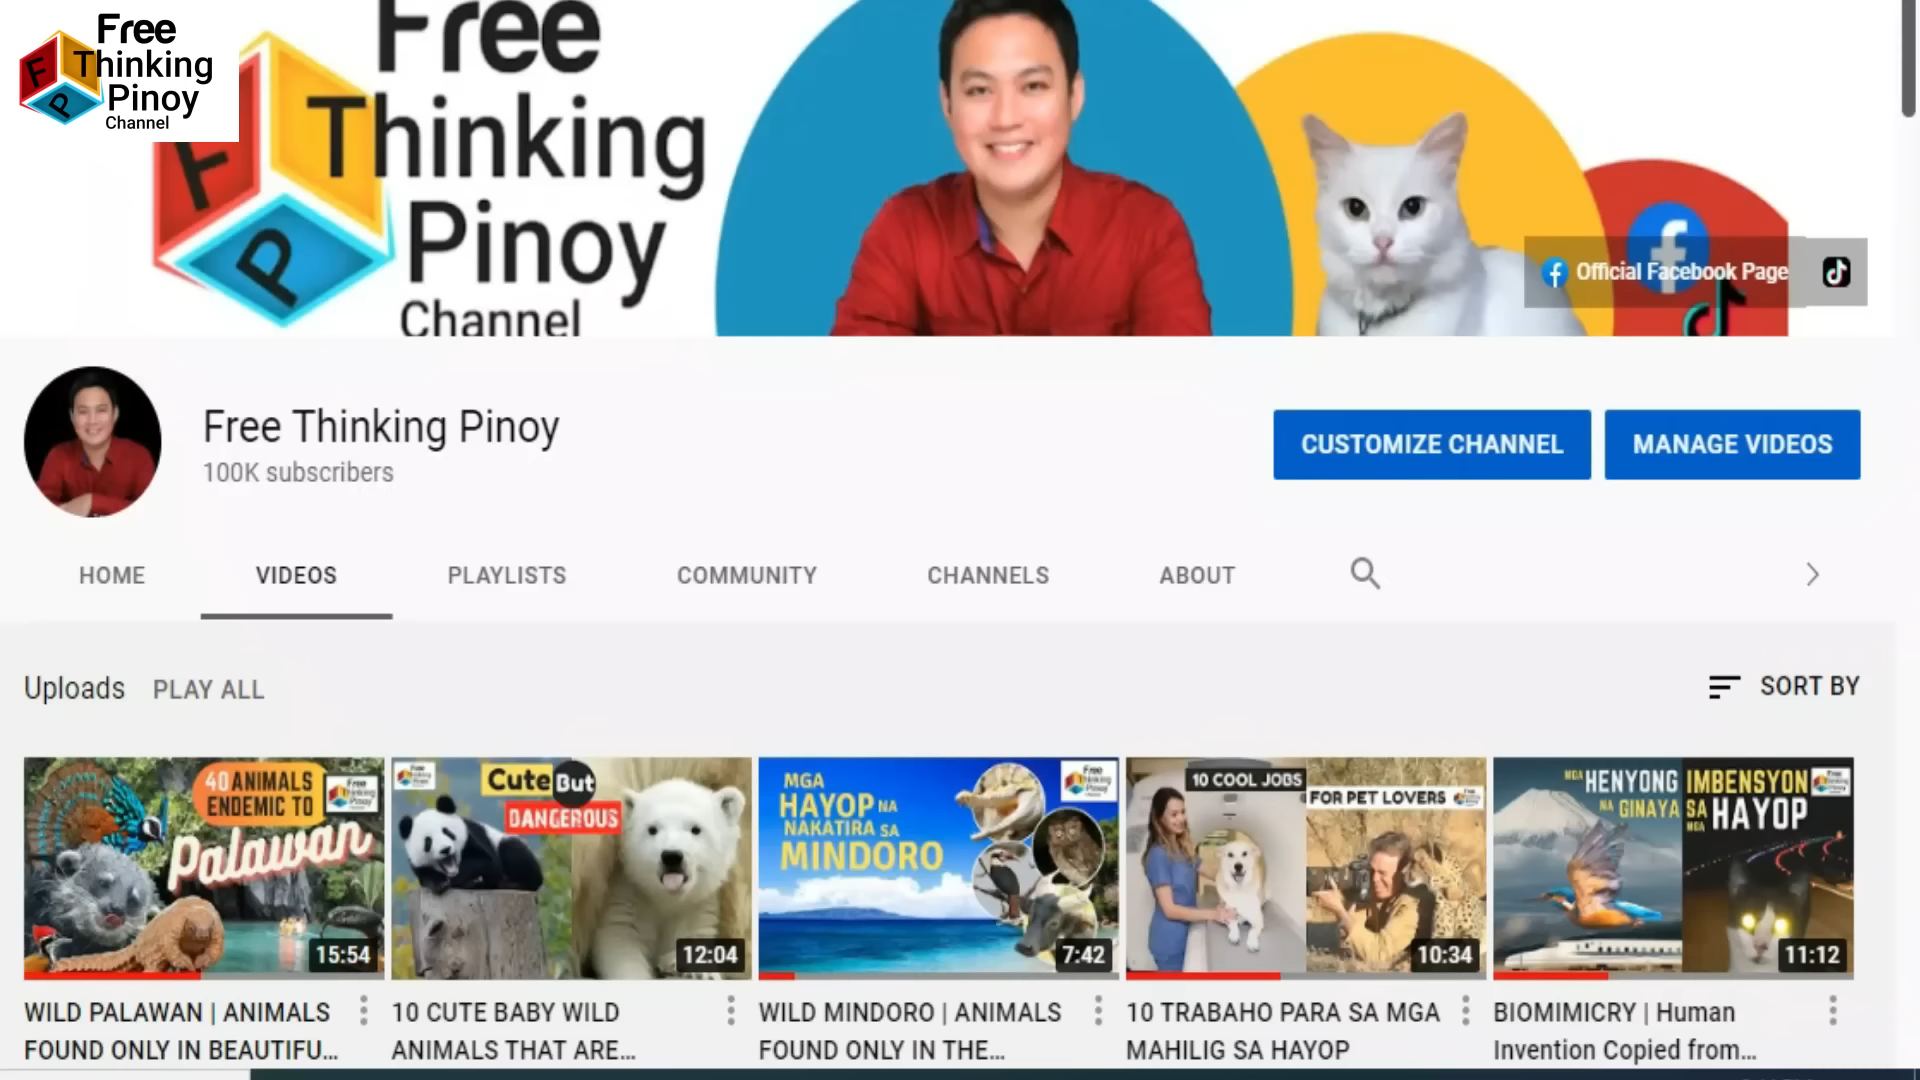 Free
Thinking
Pinoy
Channel
F
P
Free
Thinking
Pinoy
Channel
F
P
Official Facebook Page
Free Thinking Pinoy
100K subscribers
CUSTOMIZE CHANNEL
MANAGE VIDEOS
HOME
VIDEOS
PLAYLISTS
COMMUNITY
CHANNELS
ABOUT
Uploads
PLAY ALL
SORT BY
40 ANIMALS
ENDEMIC TO
Palawan
15:54
Cute But
DANGEROUS
12:04
MGA
HAYOP NA
NAKATIRA SA
MINDORO
7:42
10 COOL JOBS
FOR PET LOVERS
10:34
MGA HENYONG IMBENSYON
NA GINAYA SA
MGA HAYOP
11:12
WILD PALAWAN | ANIMALS
FOUND ONLY IN BEAUTIFU...
10 CUTE BABY WILD
ANIMALS THAT ARE...
WILD MINDORO | ANIMALS
FOUND ONLY IN THE...
10 TRABAHO PARA SA MGA
MAHILIG SA HAYOP
BIOMIMICRY | Human
Invention Copied from...